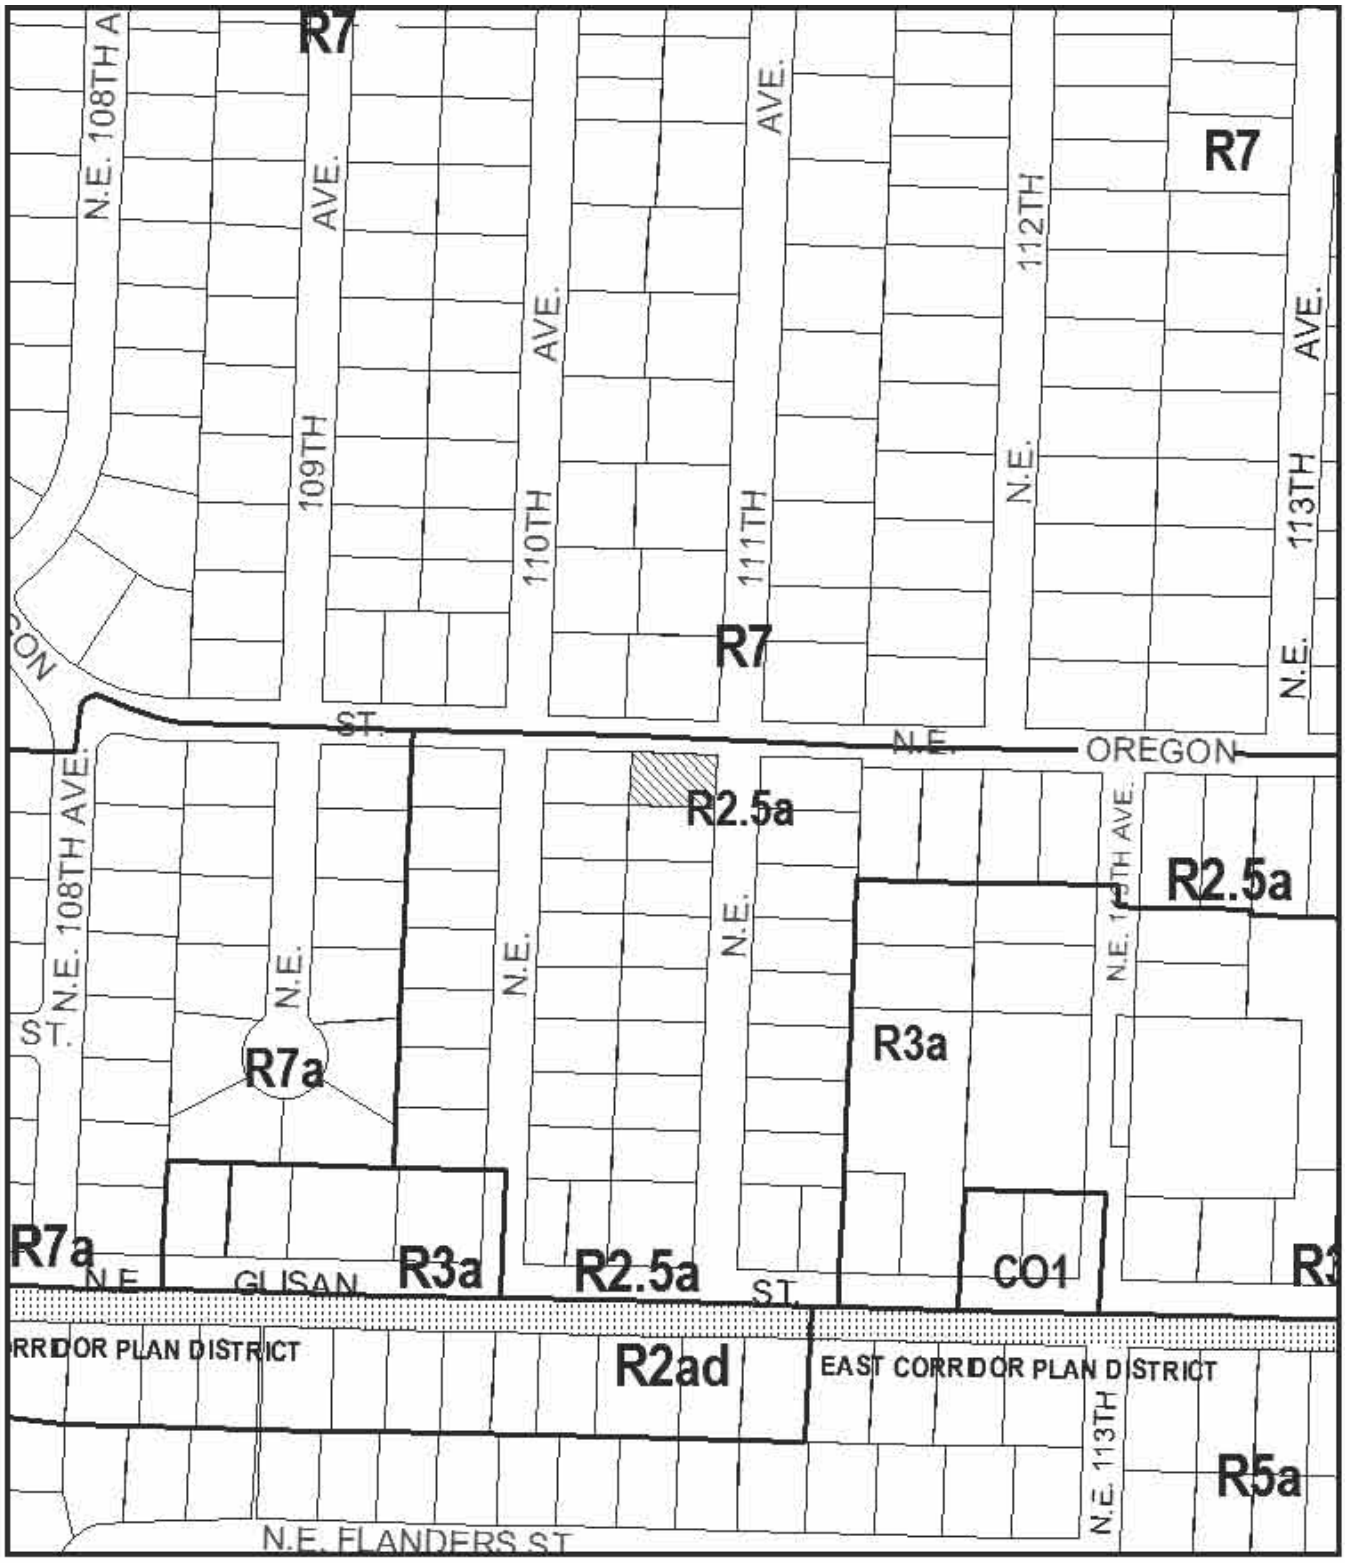 R7
N.E. 108TH A
AVE.
109TH
AVE.
110TH
AVE.
111TH
112TH
N.E.
R7
AVE.
113TH
N.E.
R7
ST.
N.E.
OREGON
R2.5a
N.E. 108TH AVE.
N.E.
N.E.
N.E.
AVE.
N.E.
R2.5a
ST.
R7a
R3a
R7a
N.E.
GLISAN
R3a
R2.5a
ST.
CO1
RRIDOR PLAN DISTRICT
R2ad
EAST CORRIDOR PLAN DISTRICT
N.E. 113TH
R5a
N.E. FLANDERS ST